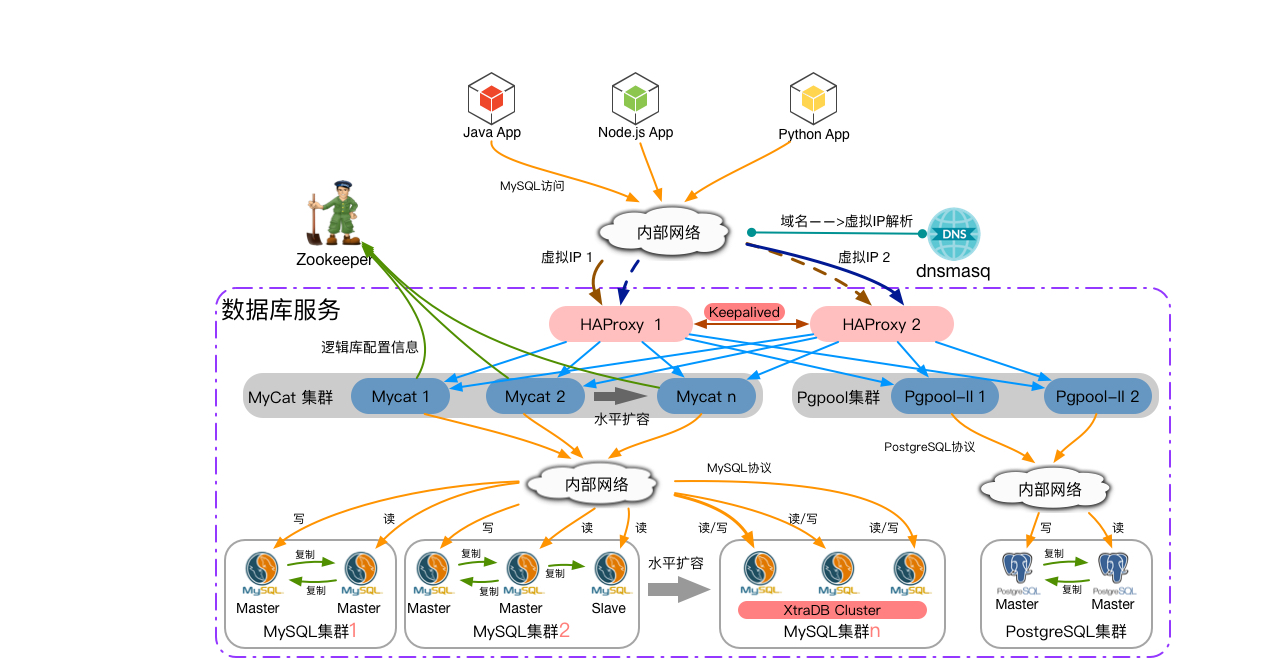 Java App
Node.js App
Python App
MySQL访问
内部网络
域名——>虚拟IP解析
DNS
dnsmasq
Zookeeper
虚拟IP 1
虚拟IP 2
数据库服务
HAProxy 1
Keepalived
HAProxy 2
逻辑库配置信息
MyCat 集群
Mycat 1
Mycat 2
Mycat n
水平扩容
Pgpool集群
Pgpool-II 1
Pgpool-II 2
PostgreSQL协议
内部网络
MySQL协议
内部网络
写
读
写
读
读
读/写
读/写
读/写
写
读
复制
复制
MySQL
MySQL
Master
Master
MySQL集群1
复制
复制
复制
MySQL
MySQL
MySQL
Master
Master
Slave
MySQL集群2
水平扩容
MySQL
MySQL
MySQL
XtraDB Cluster
MySQL集群n
复制
复制
PostgreSQL
PostgreSQL
Master
Master
PostgreSQL集群